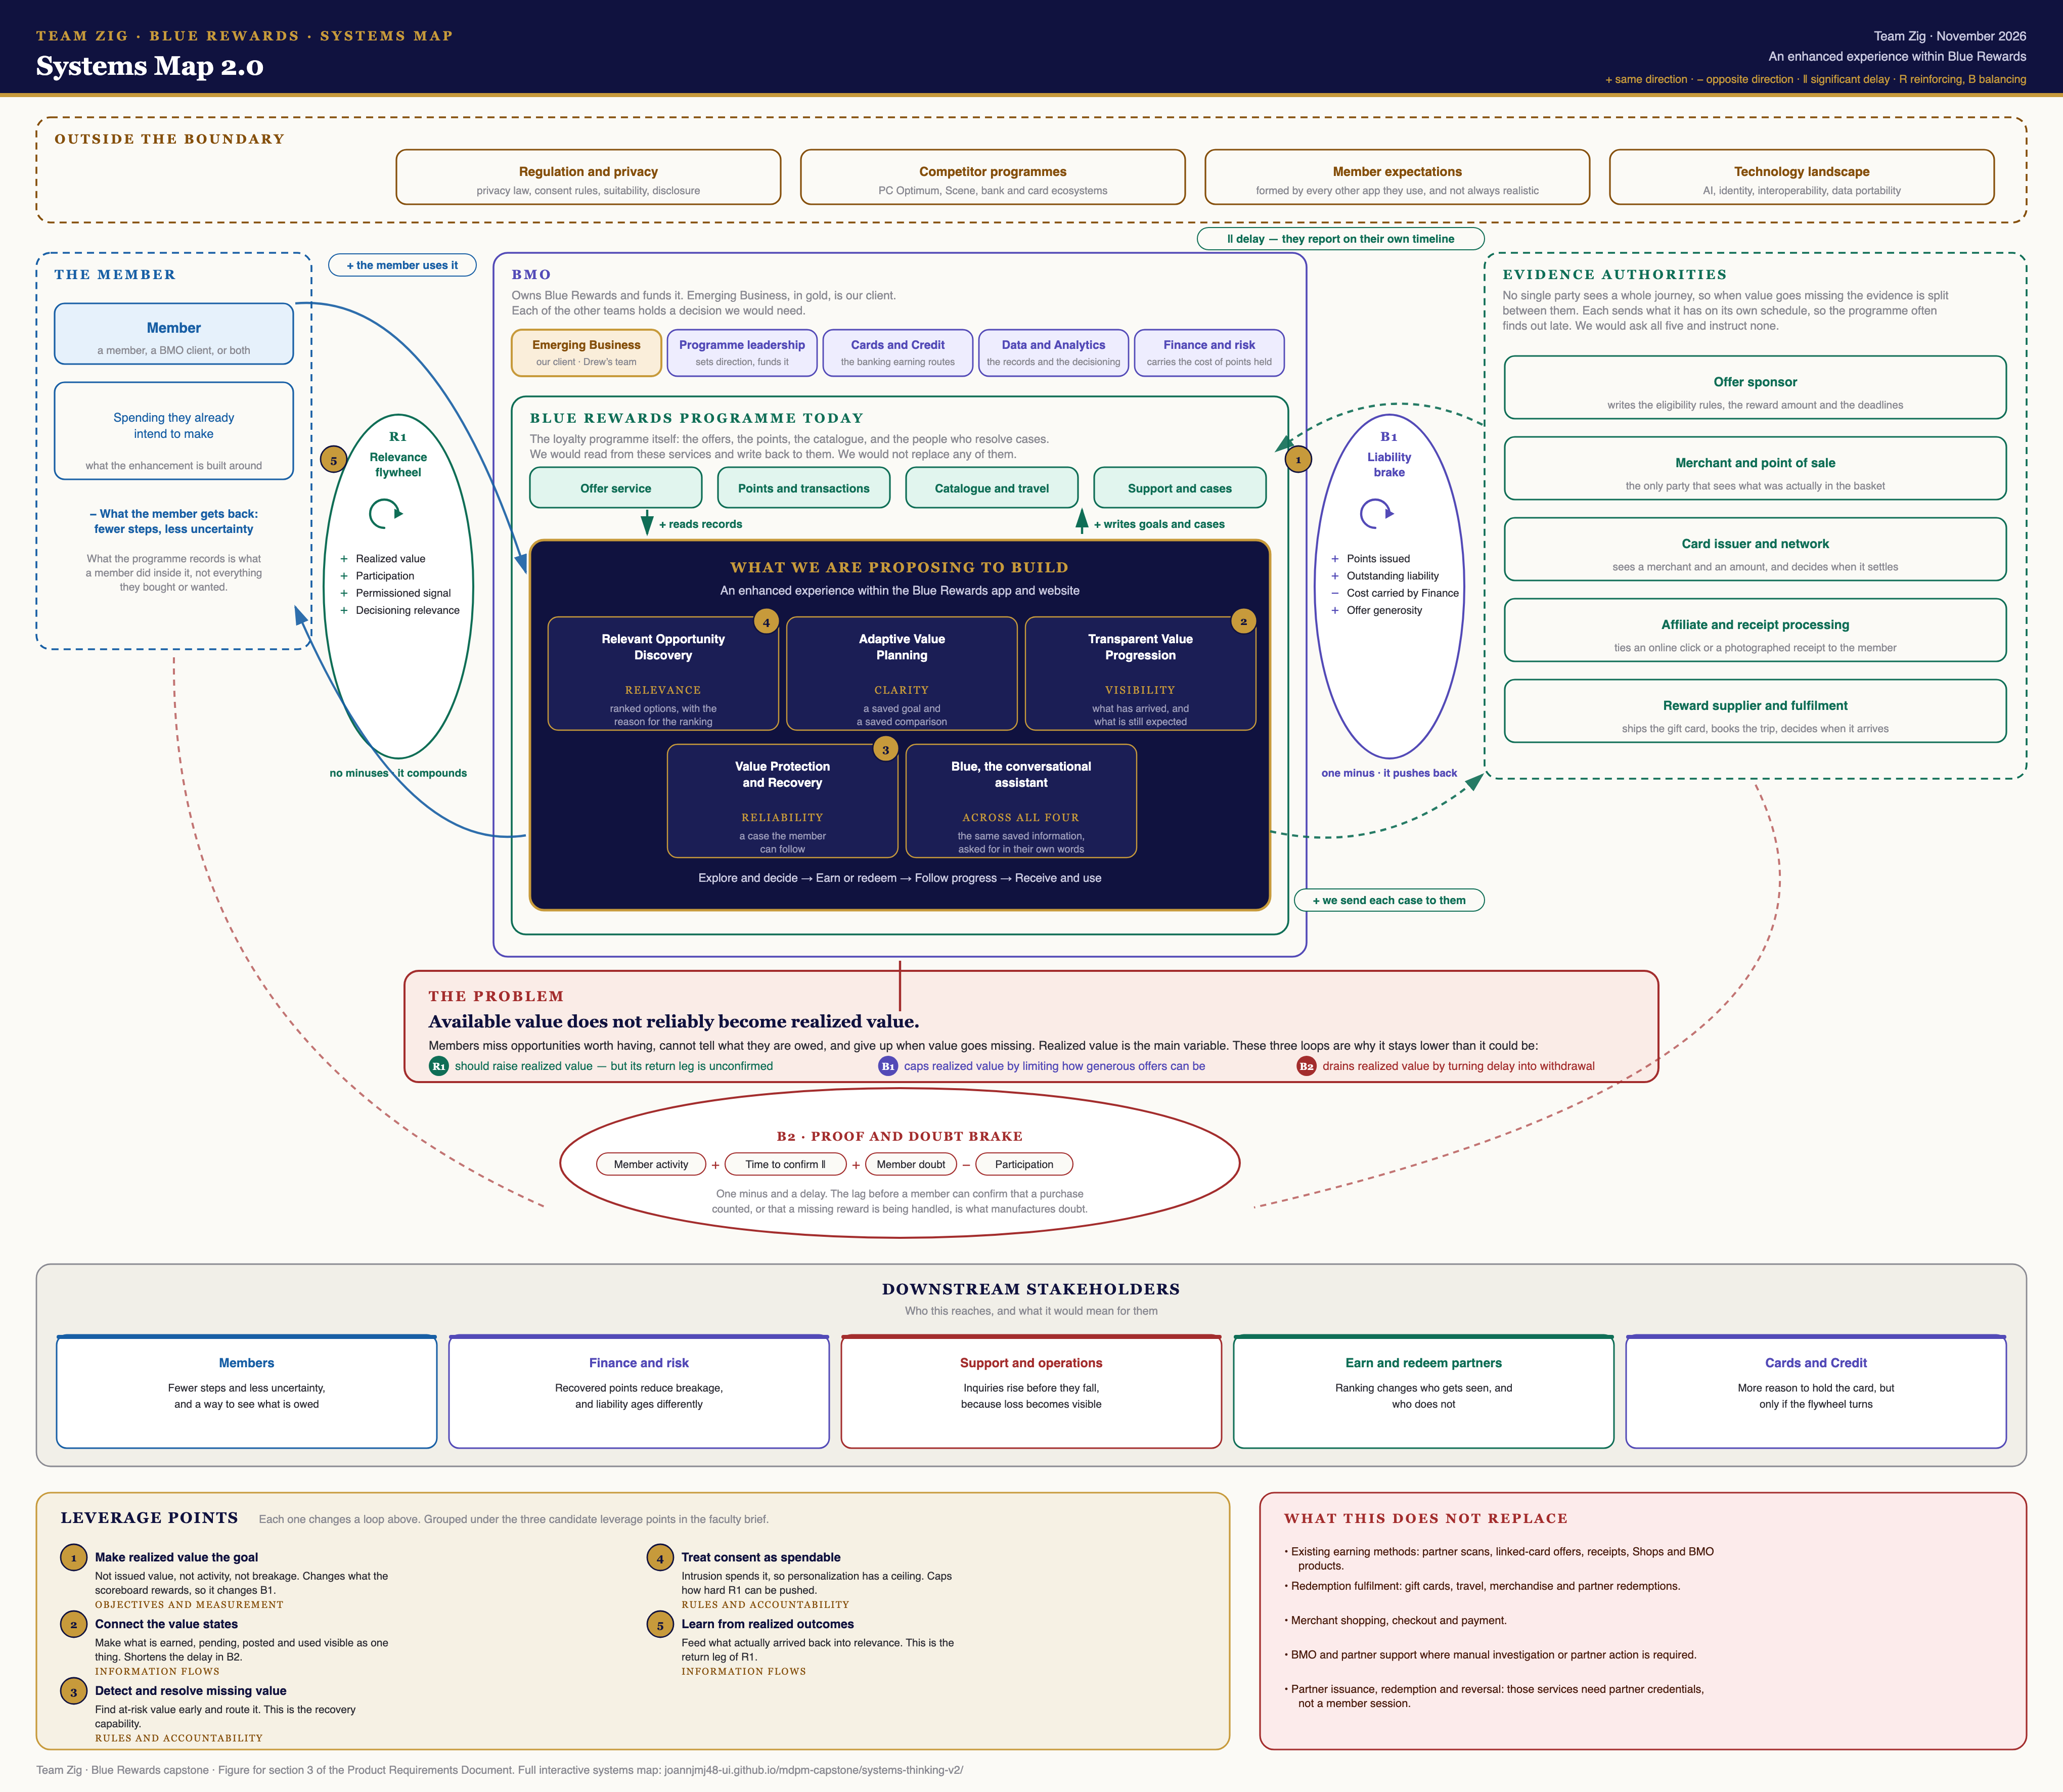 TEAM ZIG · BLUE REWARDS · SYSTEMS MAP
Systems Map 2.0
Team Zig · November 2026
An enhanced experience within Blue Rewards
+ same direction · – opposite direction · ‖ significant delay · R reinforcing, B balancing
OUTSIDE THE BOUNDARY
Regulation and privacy
privacy law, consent rules, suitability, disclosure
Competitor programmes
PC Optimum, Scene, bank and card ecosystems
Member expectations
formed by every other app they use, and not always realistic
Technology landscape
AI, identity, interoperability, data portability
‖ delay — they report on their own timeline
THE MEMBER
Member
a member, a BMO client, or both
Spending they already
intend to make
what the enhancement is built around
– What the member gets back:
fewer steps, less uncertainty
What the programme records is what
a member did inside it, not everything
they bought or wanted.
+ the member uses it
5
R1
Relevance
flywheel
+ Realized value
+ Participation
+ Permissioned signal
+ Decisioning relevance
no minuses · it compounds
BMO
Owns Blue Rewards and funds it. Emerging Business, in gold, is our client.
Each of the other teams holds a decision we would need.
Emerging Business
our client · Drew's team
Programme leadership
sets direction, funds it
Cards and Credit
the banking earning routes
Data and Analytics
the records and the decisioning
Finance and risk
carries the cost of points held
BLUE REWARDS PROGRAMME TODAY
The loyalty programme itself: the offers, the points, the catalogue, and the people who resolve cases.
We would read from these services and write back to them. We would not replace any of them.
Offer service
Points and transactions
Catalogue and travel
Support and cases
+ reads records
+ writes goals and cases
WHAT WE ARE PROPOSING TO BUILD
An enhanced experience within the Blue Rewards app and website
4
Relevant Opportunity
Discovery
RELEVANCE
ranked options, with the
reason for the ranking
Adaptive Value
Planning
CLARITY
a saved goal and
a saved comparison
2
Transparent Value
Progression
VISIBILITY
what has arrived, and
what is still expected
3
Value Protection
and Recovery
RELIABILITY
a case the member
can follow
Blue, the conversational
assistant
ACROSS ALL FOUR
the same saved information,
asked for in their own words
Explore and decide → Earn or redeem → Follow progress → Receive and use
1
B1
Liability
brake
+ Points issued
+ Outstanding liability
– Cost carried by Finance
+ Offer generosity
one minus · it pushes back
+ we send each case to them
EVIDENCE AUTHORITIES
No single party sees a whole journey, so when value goes missing the evidence is split
between them. Each sends what it has on its own schedule, so the programme often
finds out late. We would ask all five and instruct none.
Offer sponsor
writes the eligibility rules, the reward amount and the deadlines
Merchant and point of sale
the only party that sees what was actually in the basket
Card issuer and network
sees a merchant and an amount, and decides when it settles
Affiliate and receipt processing
ties an online click or a photographed receipt to the member
Reward supplier and fulfilment
ships the gift card, books the trip, decides when it arrives
THE PROBLEM
Available value does not reliably become realized value.
Members miss opportunities worth having, cannot tell what they are owed, and give up when value goes missing. Realized value is the main variable. These three loops are why it stays lower than it could be:
R1 should raise realized value — but its return leg is unconfirmed
B1 caps realized value by limiting how generous offers can be
B2 drains realized value by turning delay into withdrawal
B2 · PROOF AND DOUBT BRAKE
Member activity + Time to confirm ‖ + Member doubt – Participation
One minus and a delay. The lag before a member can confirm that a purchase
counted, or that a missing reward is being handled, is what manufactures doubt.
DOWNSTREAM STAKEHOLDERS
Who this reaches, and what it would mean for them
Members
Fewer steps and less uncertainty,
and a way to see what is owed
Finance and risk
Recovered points reduce breakage,
and liability ages differently
Support and operations
Inquiries rise before they fall,
because loss becomes visible
Earn and redeem partners
Ranking changes who gets seen, and
who does not
Cards and Credit
More reason to hold the card, but
only if the flywheel turns
LEVERAGE POINTS
Each one changes a loop above. Grouped under the three candidate leverage points in the faculty brief.
1 Make realized value the goal
Not issued value, not activity, not breakage. Changes what the
scoreboard rewards, so it changes B1.
OBJECTIVES AND MEASUREMENT
2 Connect the value states
Make what is earned, pending, posted and used visible as one
thing. Shortens the delay in B2.
INFORMATION FLOWS
3 Detect and resolve missing value
Find at-risk value early and route it. This is the recovery
capability.
RULES AND ACCOUNTABILITY
4 Treat consent as spendable
Intrusion spends it, so personalization has a ceiling. Caps
how hard R1 can be pushed.
RULES AND ACCOUNTABILITY
5 Learn from realized outcomes
Feed what actually arrived back into relevance. This is the
return leg of R1.
INFORMATION FLOWS
WHAT THIS DOES NOT REPLACE
• Existing earning methods: partner scans, linked-card offers, receipts, Shops and BMO
products.
• Redemption fulfilment: gift cards, travel, merchandise and partner redemptions.
• Merchant shopping, checkout and payment.
• BMO and partner support where manual investigation or partner action is required.
• Partner issuance, redemption and reversal: those services need partner credentials,
not a member session.
Team Zig · Blue Rewards capstone · Figure for section 3 of the Product Requirements Document. Full interactive systems map: joannjmj48-ui.github.io/mdpm-capstone/systems-thinking-v2/